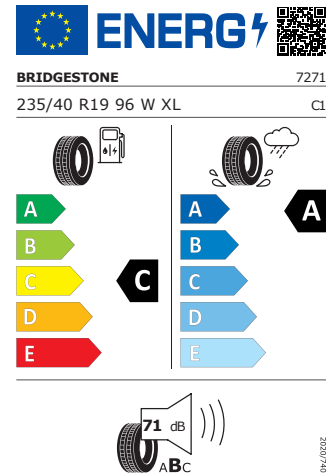 ENERG
BRIDGESTONE 7271
235/40 R19 96 W XL C1
A A A
B B
C C C
D D
E E
71 dB
ABC
2020/740